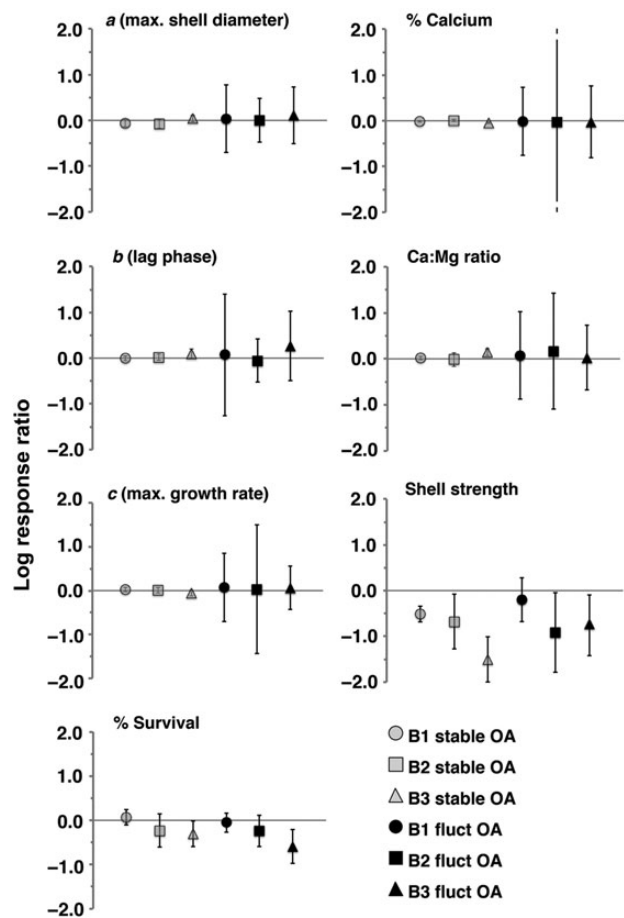 a (max. shell diameter)
2.0
1.0
0.0
−1.0
−2.0
% Calcium
2.0
1.0
0.0
−1.0
−2.0
b (lag phase)
2.0
1.0
0.0
−1.0
−2.0
Ca:Mg ratio
2.0
1.0
0.0
−1.0
−2.0
Log response ratio
c (max. growth rate)
2.0
1.0
0.0
−1.0
−2.0
Shell strength
2.0
1.0
−0.0
−1.0
−2.0
% Survival
2.0
1.0
−0.0
−1.0
−2.0
B1 stable OA
B2 stable OA
B3 stable OA
B1 fluct OA
B2 fluct OA
B3 fluct OA